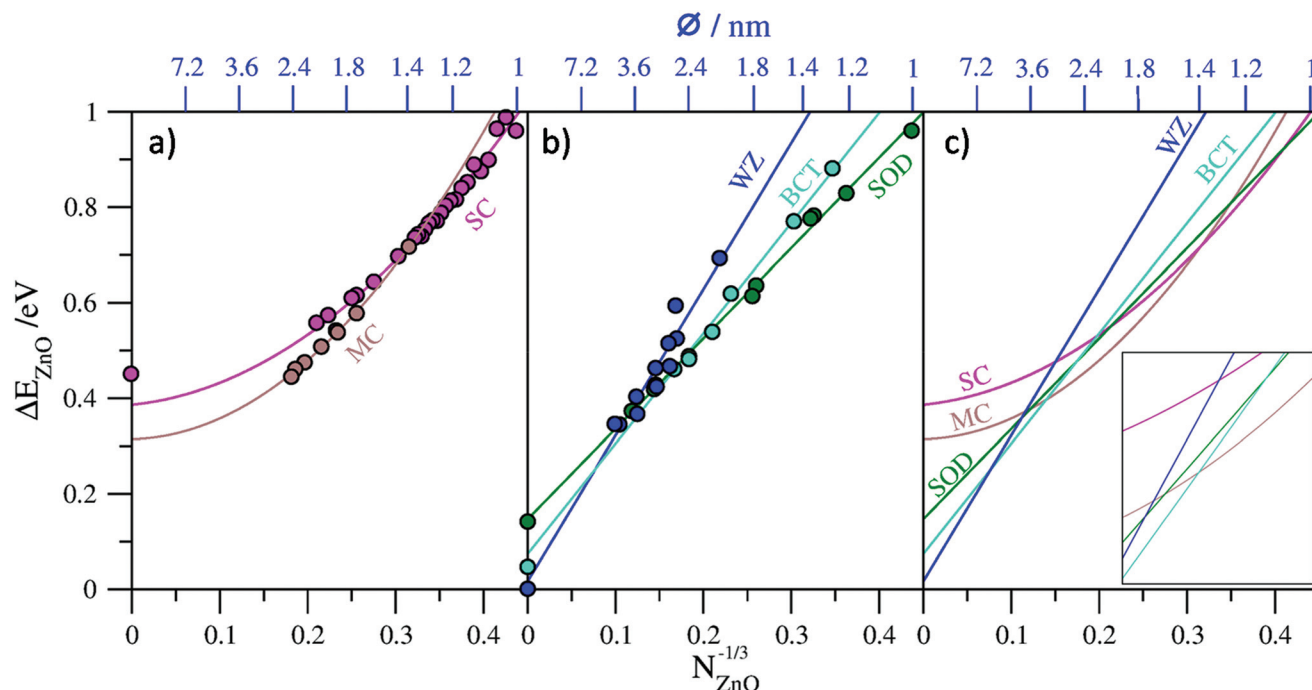 Ø / nm
7.2 3.6 2.4 1.8 1.4 1.2 1
7.2 3.6 2.4 1.8 1.4 1.2 1
7.2 3.6 2.4 1.8 1.4 1.2 1
a)
b)
c)
ΔE_ZnO /eV
1
0.8
0.6
0.4
0.2
0
SC
MC
WZ
BCT
SOD
WZ
BCT
SC
MC
SOD
0 0.1 0.2 0.3 0.4
0 0.1 0.2 0.3 0.4
0 0.1 0.2 0.3 0.4
N_ZnO^-1/3